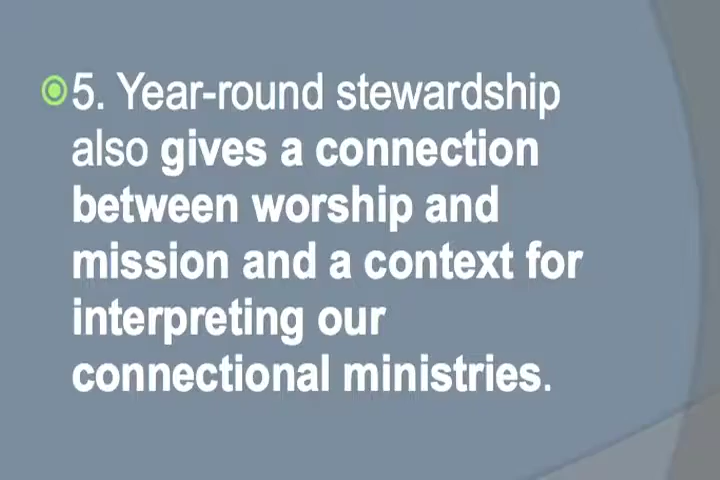 5. Year-round stewardship
also gives a connection
between worship and
mission and a context for
interpreting our
connectional ministries.